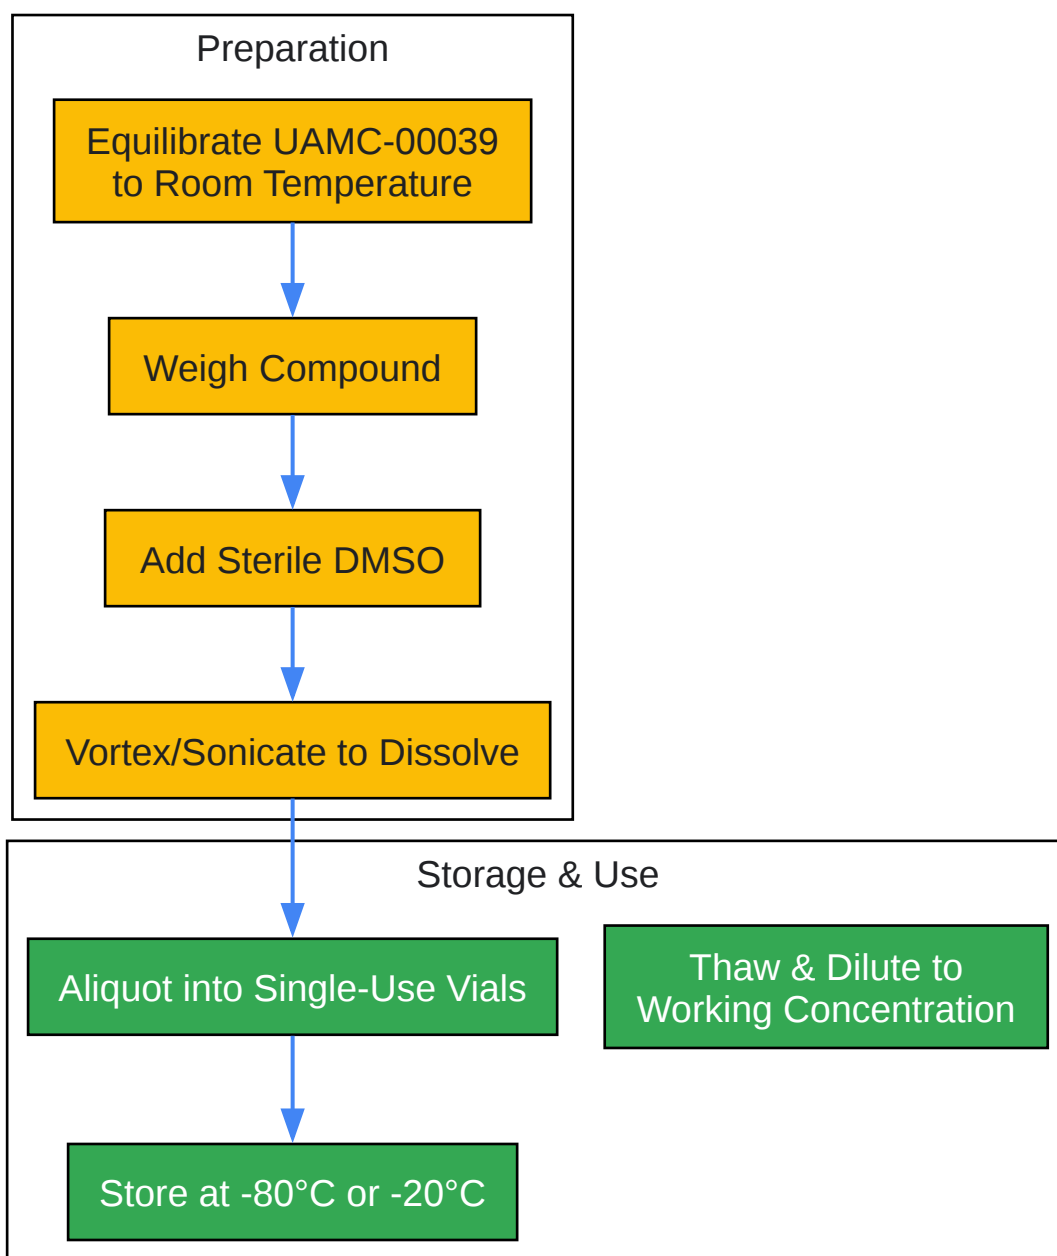 Preparation
Equilibrate UAMC-00039
to Room Temperature
Weigh Compound
Add Sterile DMSO
Vortex/Sonicate to Dissolve
Storage & Use
Aliquot into Single-Use Vials
Thaw & Dilute to
Working Concentration
Store at -80°C or -20°C